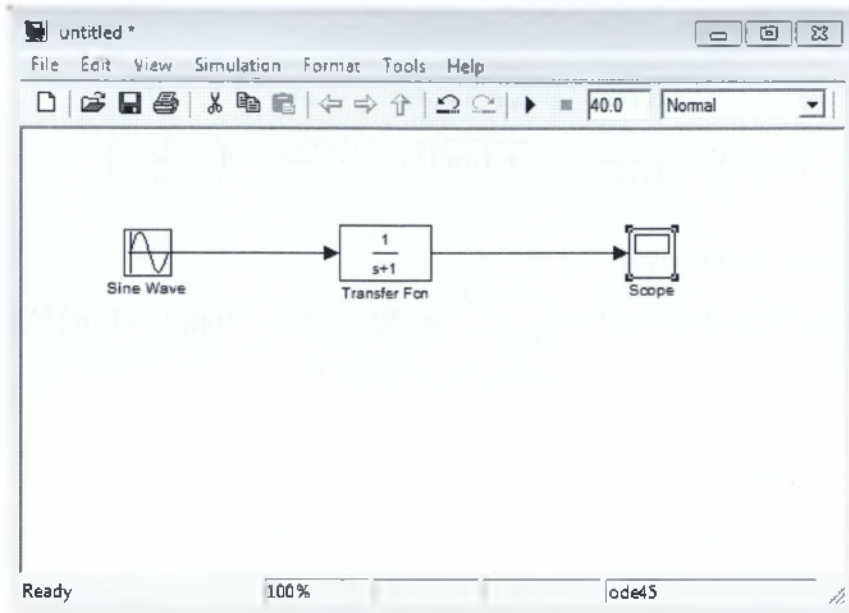 untitled *
File Edit View Simulation Format Tools Help
40.0 Normal
1
s+1
Sine Wave Transfer Fcn Scope
Ready 100% ode45